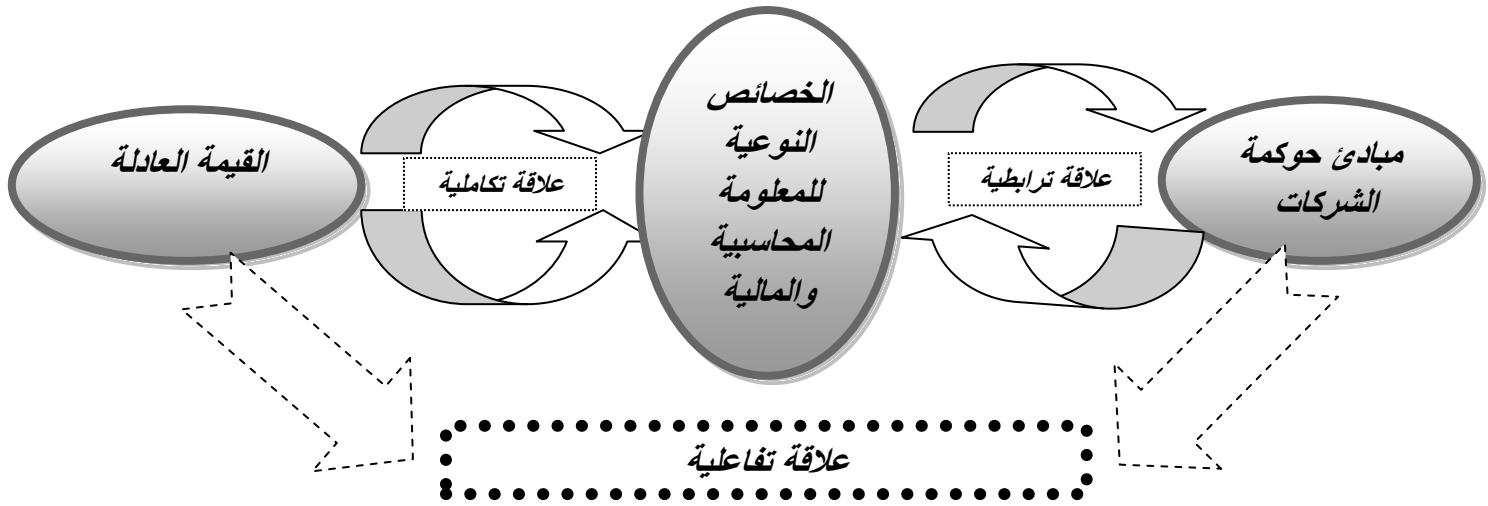 مبادئ حوكمة
الشركات
علاقة ترابطية
الخصائص
النوعية
للمعلومة
المحاسبية
والمالية
علاقة تكاملية
القيمة العادلة
علاقة تفاعلية